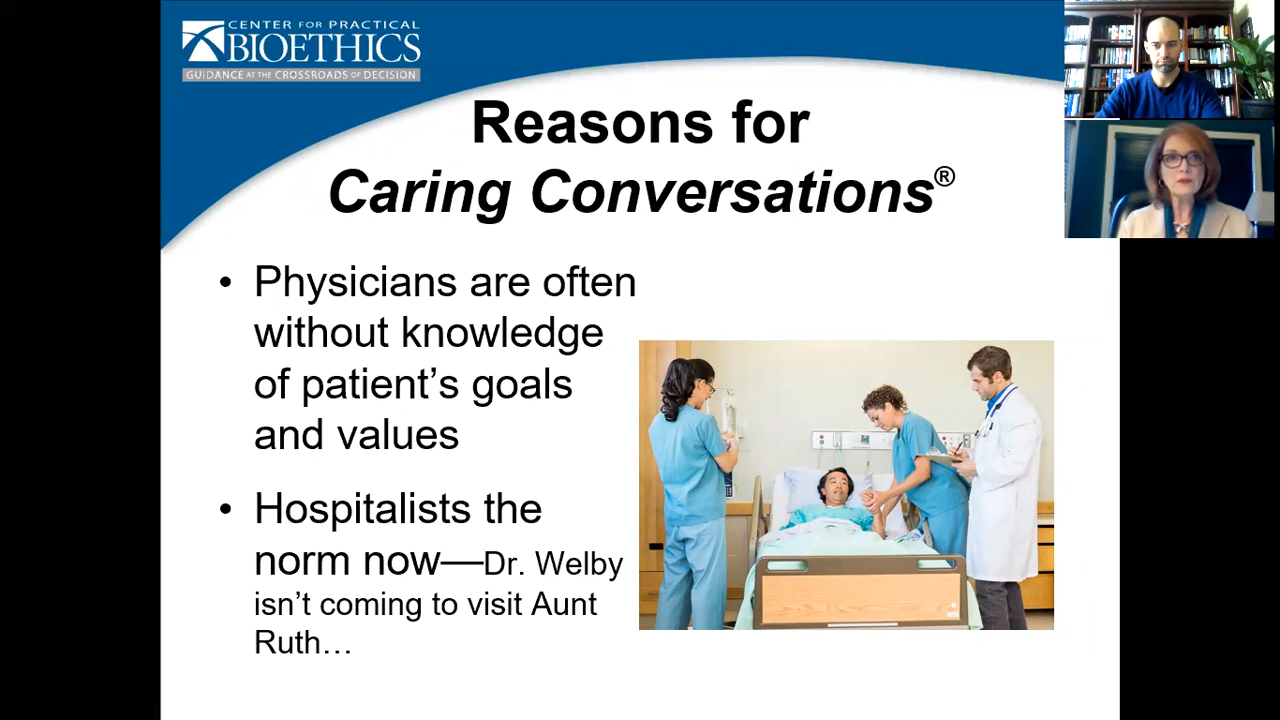 CENTER FOR PRACTICAL
BIOETHICS
GUIDANCE AT THE CROSSROADS OF DECISION
Reasons for
Caring Conversations®
• Physicians are often
without knowledge
of patient’s goals
and values
• Hospitalists the
norm now—Dr. Welby
isn’t coming to visit Aunt
Ruth…